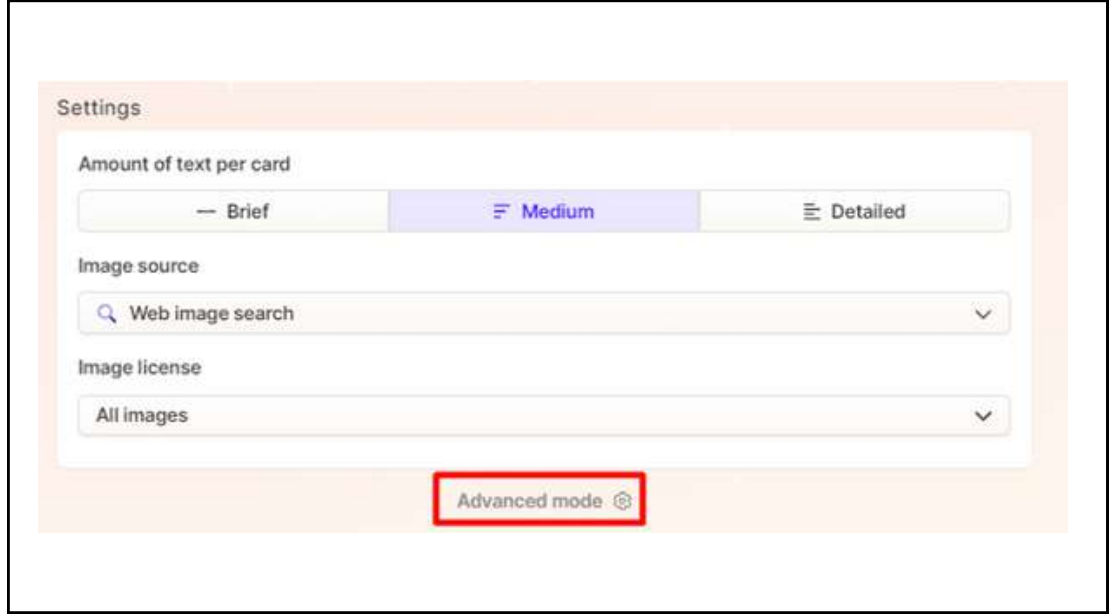 Settings
Amount of text per card
Brief Medium Detailed
Image source
Web image search
Image license
All images
Advanced mode